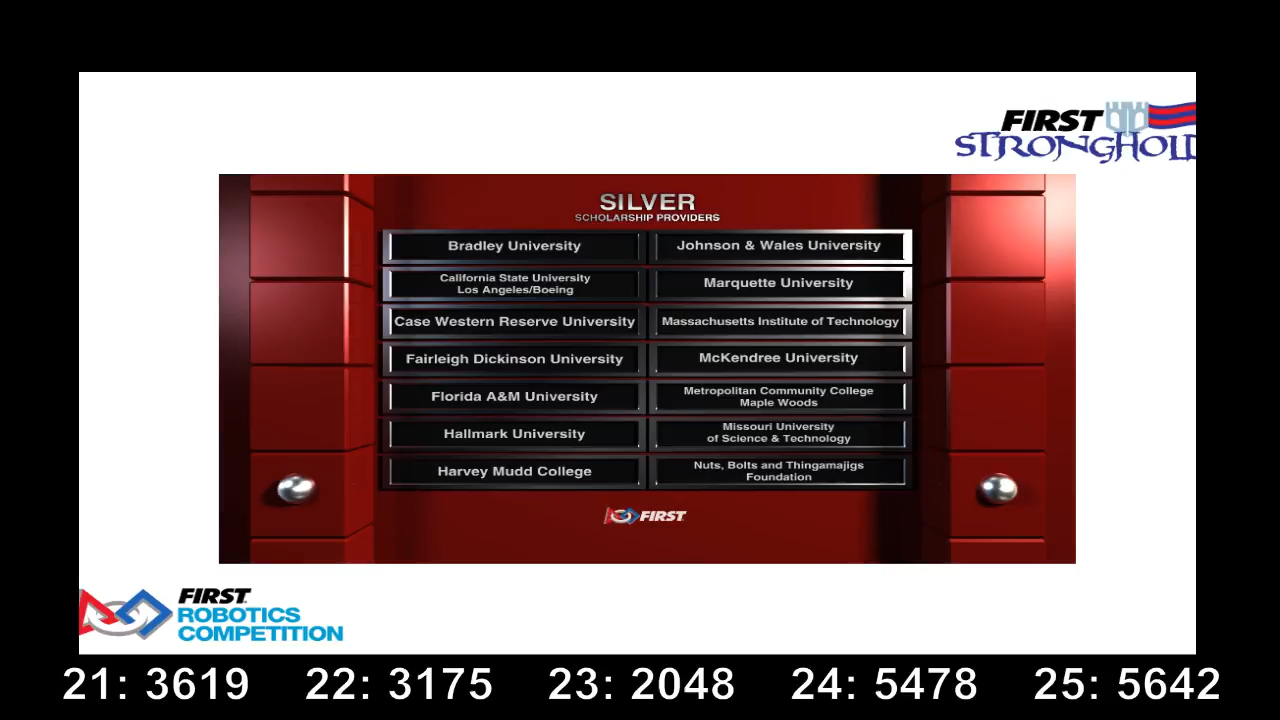 FIRST
STRONGHOLD
SILVER
SCHOLARSHIP PROVIDERS
Bradley University
Johnson & Wales University
California State University
Los Angeles/Boeing
Marquette University
Case Western Reserve University
Massachusetts Institute of Technology
Fairleigh Dickinson University
McKendree University
Florida A&M University
Metropolitan Community College
Maple Woods
Hallmark University
Missouri University
of Science & Technology
Harvey Mudd College
Nuts, Bolts and Thingamajigs
Foundation
FIRST
FIRST
ROBOTICS
COMPETITION
21: 3619 22: 3175 23: 2048 24: 5478 25: 5642